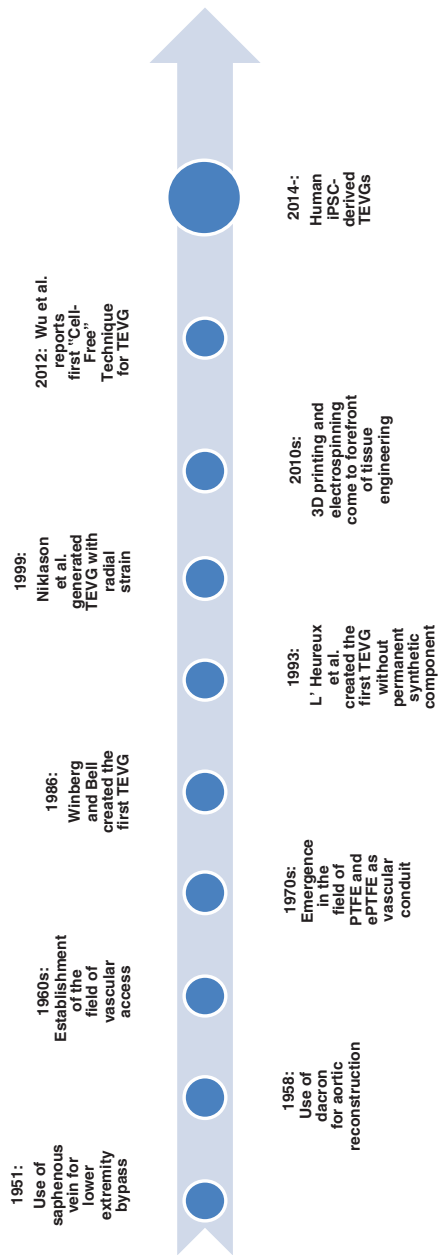 1951:
Use of
saphenous
vein for
lower
extremity
bypass
1958:
Use of
dacron
for aortic
reconstruction
1960s:
Establishment
of the
field of
vascular
access
1970s:
Emergence
in the
field of
PTFE and
ePTFE as
vascular
conduit
1986:
Winberg
and Bell
created the
first TEVG
1993:
L' Heureux
et al.
created the
first TEVG
without
permanent
synthetic
component
1999:
Niklason
et al.
generated
TEVG with
radial
strain
2010s:
3D printing and
electrospinning
come to forefront
of tissue
engineering
2012: Wu et al.
reports
first "Cell-
Free"
Technique
for TEVG
2014-:
Human
iPSC-
derived
TEVGs